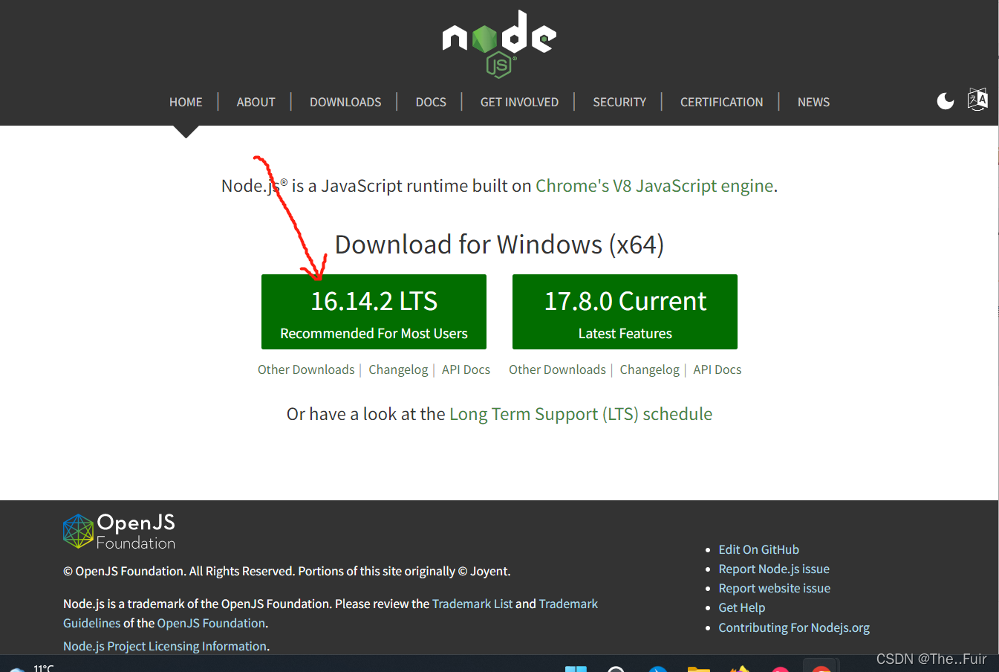 node
JS®
HOME | ABOUT | DOWNLOADS | DOCS | GET INVOLVED | SECURITY | CERTIFICATION | NEWS
文A
Node.js® is a JavaScript runtime built on Chrome's V8 JavaScript engine.
Download for Windows (x64)
16.14.2 LTS
Recommended For Most Users
17.8.0 Current
Latest Features
Other Downloads | Changelog | API Docs
Other Downloads | Changelog | API Docs
Or have a look at the Long Term Support (LTS) schedule
OpenJS
Foundation
© OpenJS Foundation. All Rights Reserved. Portions of this site originally © Joyent.
Node.js is a trademark of the OpenJS Foundation. Please review the Trademark List and Trademark
Guidelines of the OpenJS Foundation.
Node.js Project Licensing Information.
Edit On GitHub
Report Node.js issue
Report website issue
Get Help
Contributing For Nodejs.org
11°C
CSDN @The..Fuir